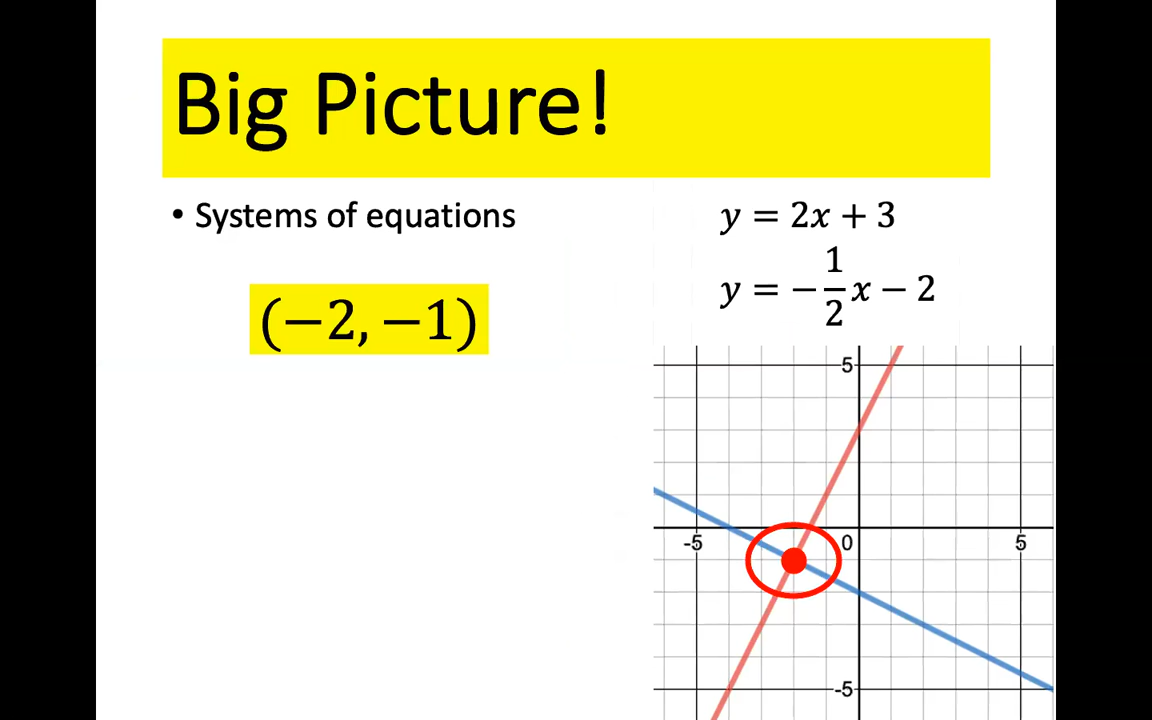 Big Picture!
• Systems of equations
(−2, −1)
y = 2x + 3
y = −1/2x − 2
5
-5 0 5
-5